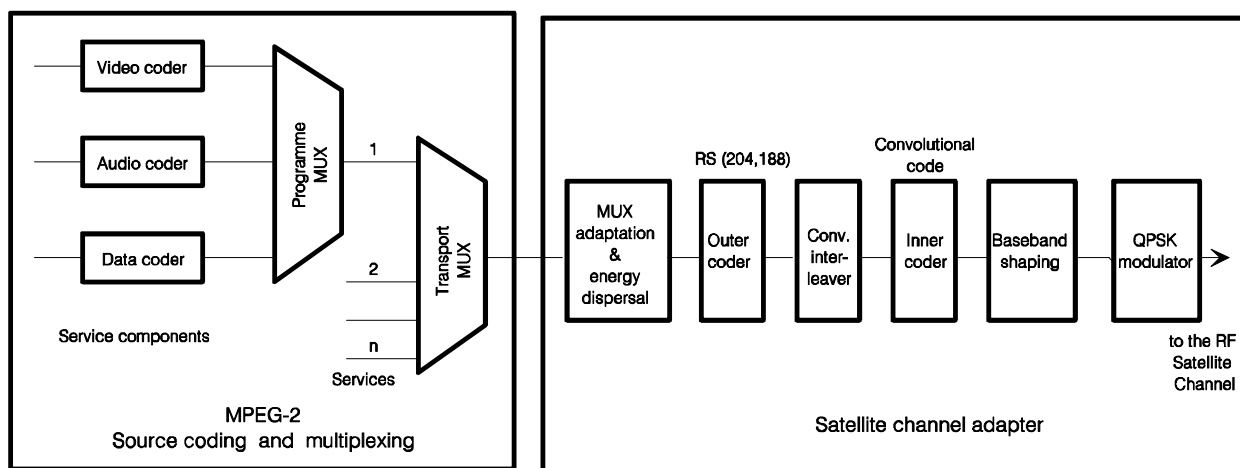 Video coder
Audio coder
Data coder
Service components
Programme
MUX
1
2
n
Services
Transport
MUX
MPEG-2
Source coding and multiplexing
MUX
adaptation
&
energy
dispersal
RS (204,188)
Outer
coder
Conv.
inter-
leaver
Convolutional
code
Inner
coder
Baseband
shaping
QPSK
modulator
to the RF
Satellite
Channel
Satellite channel adapter